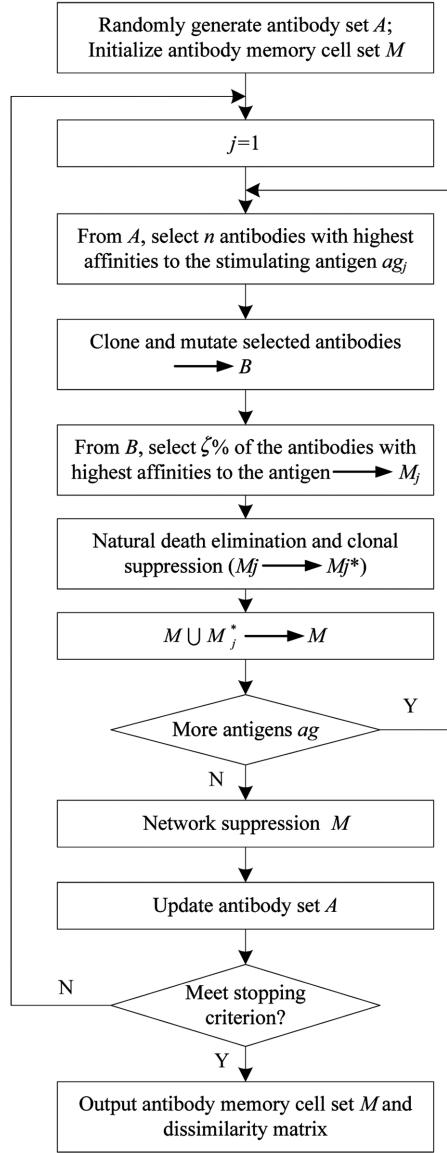 Randomly generate antibody set A;
Initialize antibody memory cell set M
j=1
From A, select n antibodies with highest
affinities to the stimulating antigen agj
Clone and mutate selected antibodies
⟶ B
From B, select ζ% of the antibodies with
highest affinities to the antigen ⟶ Mj
Natural death elimination and clonal
suppression (Mj ⟶ Mj*)
M ⋃ M*j ⟶ M
More antigens ag
Y
N
Network suppression M
Update antibody set A
Meet stopping
criterion?
N
Y
Output antibody memory cell set M and
dissimilarity matrix